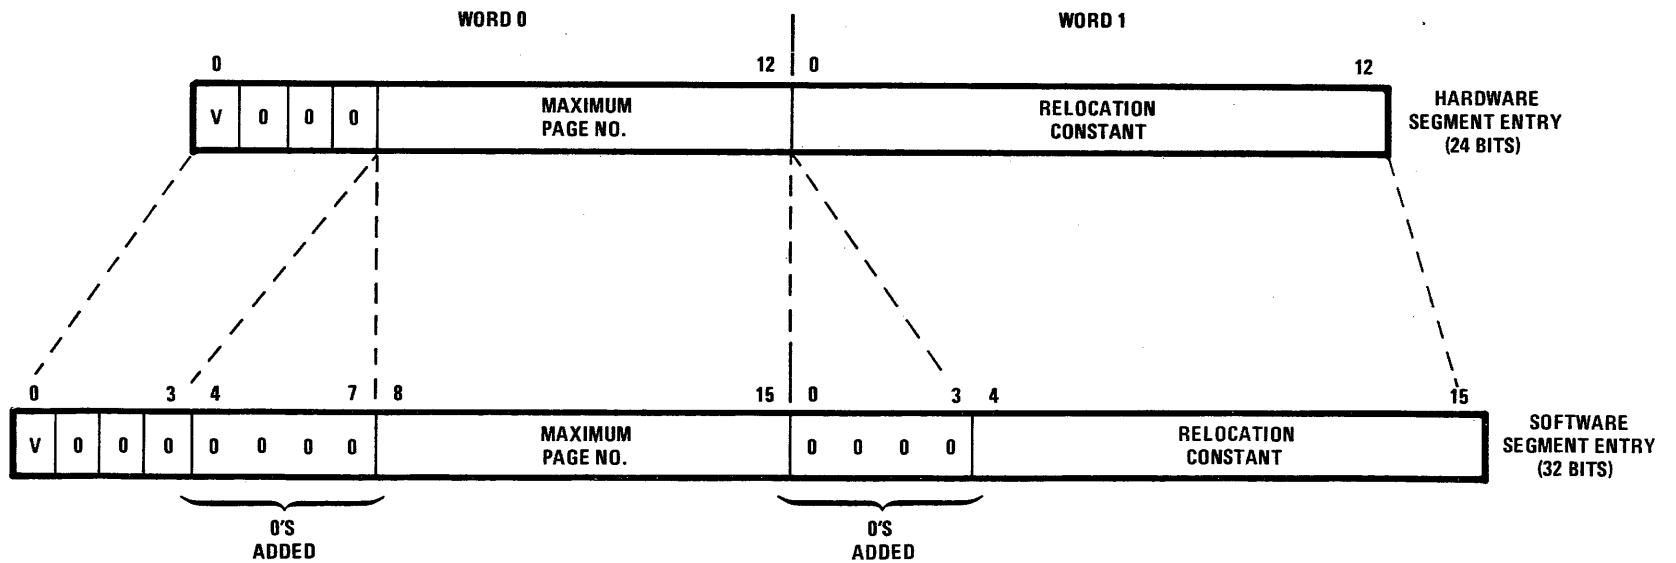 WORD 0 WORD 1
0 12 0 12
V 0 0 0 MAXIMUM PAGE NO. RELOCATION CONSTANT HARDWARE SEGMENT ENTRY (24 BITS)
0 3 4 7 8 15 0 3 4 15
V 0 0 0 0 0 0 0 MAXIMUM PAGE NO. 0 0 0 0 RELOCATION CONSTANT SOFTWARE SEGMENT ENTRY (32 BITS)
0'S ADDED 0'S ADDED